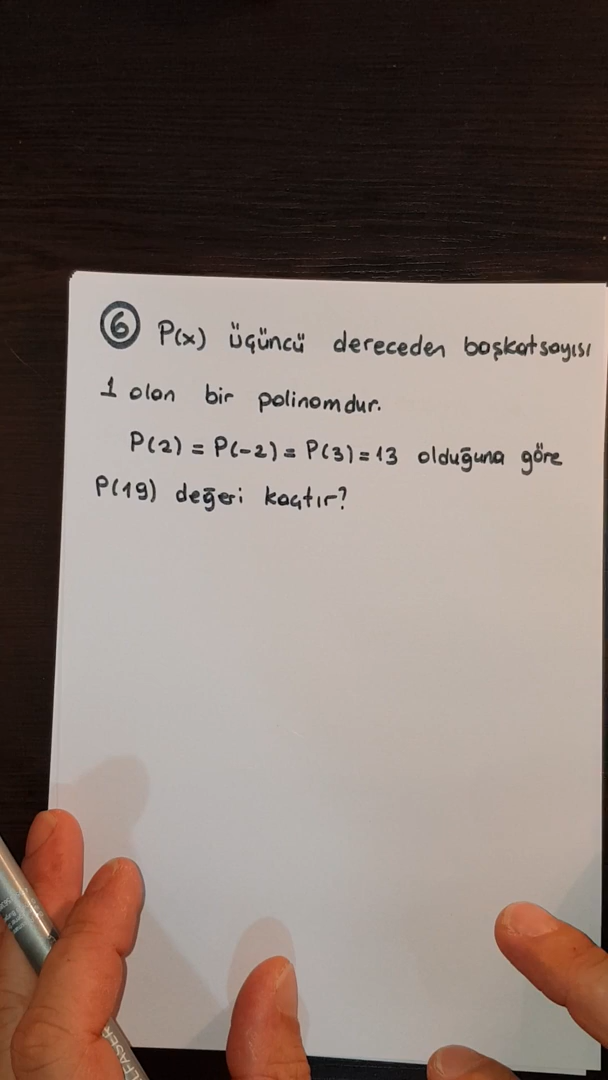 6 P(x) üçüncü dereceden başkatsayısı
1 olan bir polinomdur.
P(2) = P(-2) = P(3) = 13 olduğuna göre
P(19) değeri kaçtır?